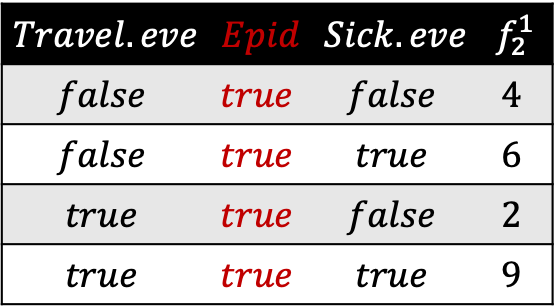 Travel.eve Epid Sick.eve f₂¹
false true false 4
false true true 6
true true false 2
true true true 9